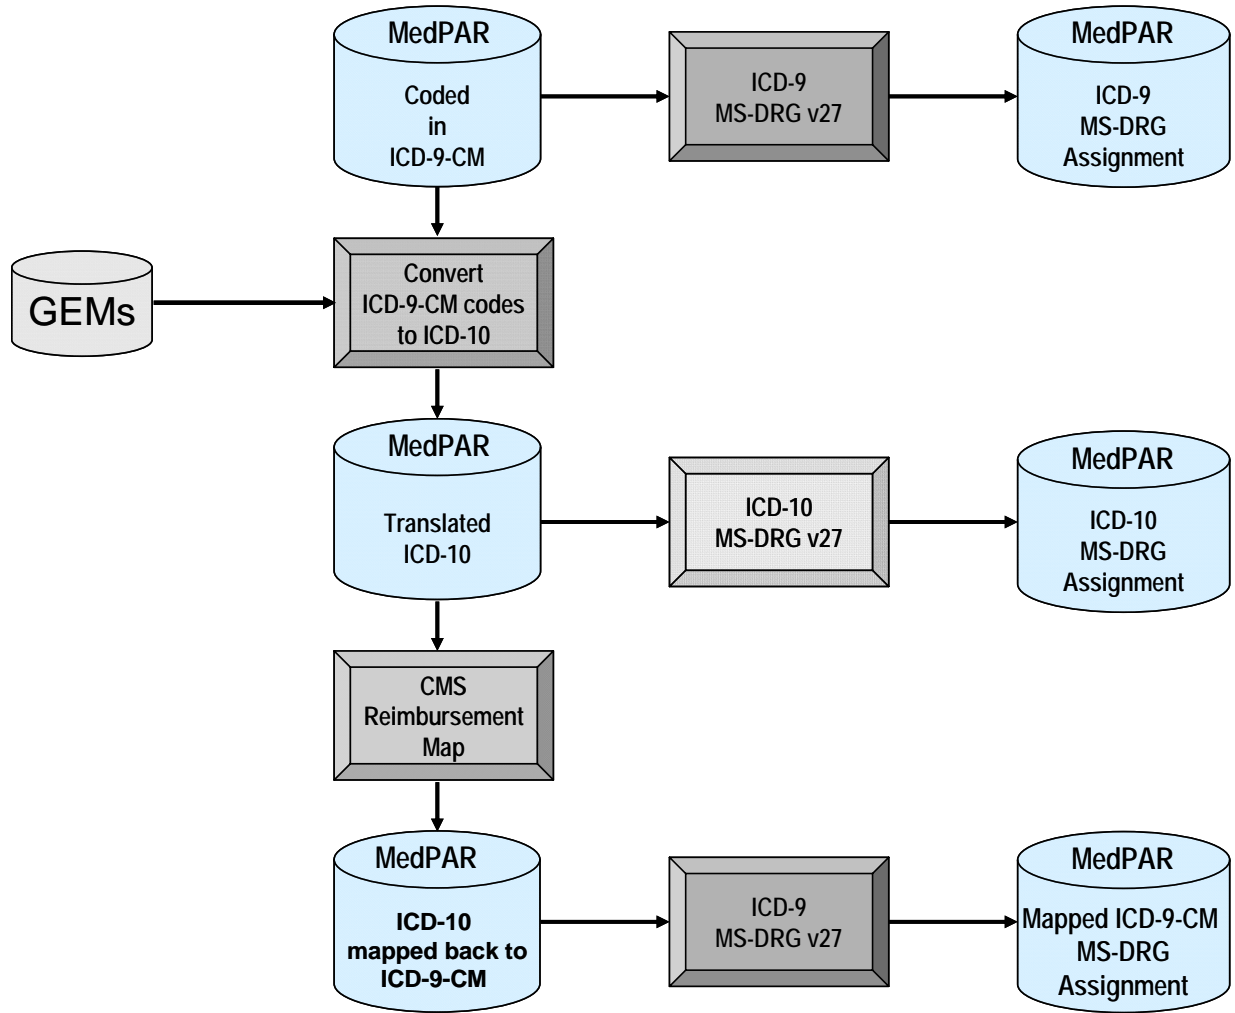 MedPAR
Coded
in
ICD-9-CM
ICD-9
MS-DRG v27
MedPAR
ICD-9
MS-DRG
Assignment
GEMs
Convert
ICD-9-CM codes
to ICD-10
MedPAR
Translated
ICD-10
ICD-10
MS-DRG v27
MedPAR
ICD-10
MS-DRG
Assignment
CMS
Reimbursement
Map
MedPAR
ICD-10
mapped back to
ICD-9-CM
ICD-9
MS-DRG v27
MedPAR
Mapped ICD-9-CM
MS-DRG
Assignment